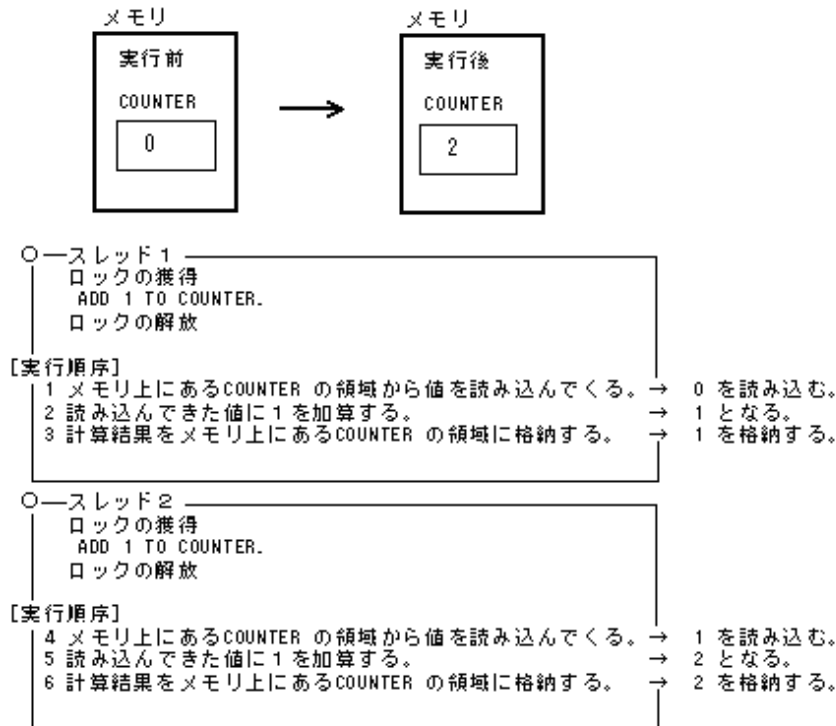 メモリ
メモリ
実行前
実行後
COUNTER
COUNTER
0
2
スレッド1
ロックの獲得
ADD 1 TO COUNTER.
ロックの解放
[実行順序]
1 メモリ上にあるCOUNTER の領域から値を読み込んでくる。→ 0 を読み込む。
2 読み込んできた値に1を加算する。 → 1 となる。
3 計算結果をメモリ上にあるCOUNTER の領域に格納する。 → 1 を格納する。
スレッド2
ロックの獲得
ADD 1 TO COUNTER.
ロックの解放
[実行順序]
4 メモリ上にあるCOUNTER の領域から値を読み込んでくる。→ 1 を読み込む。
5 読み込んできた値に1を加算する。 → 2 となる。
6 計算結果をメモリ上にあるCOUNTER の領域に格納する。 → 2 を格納する。